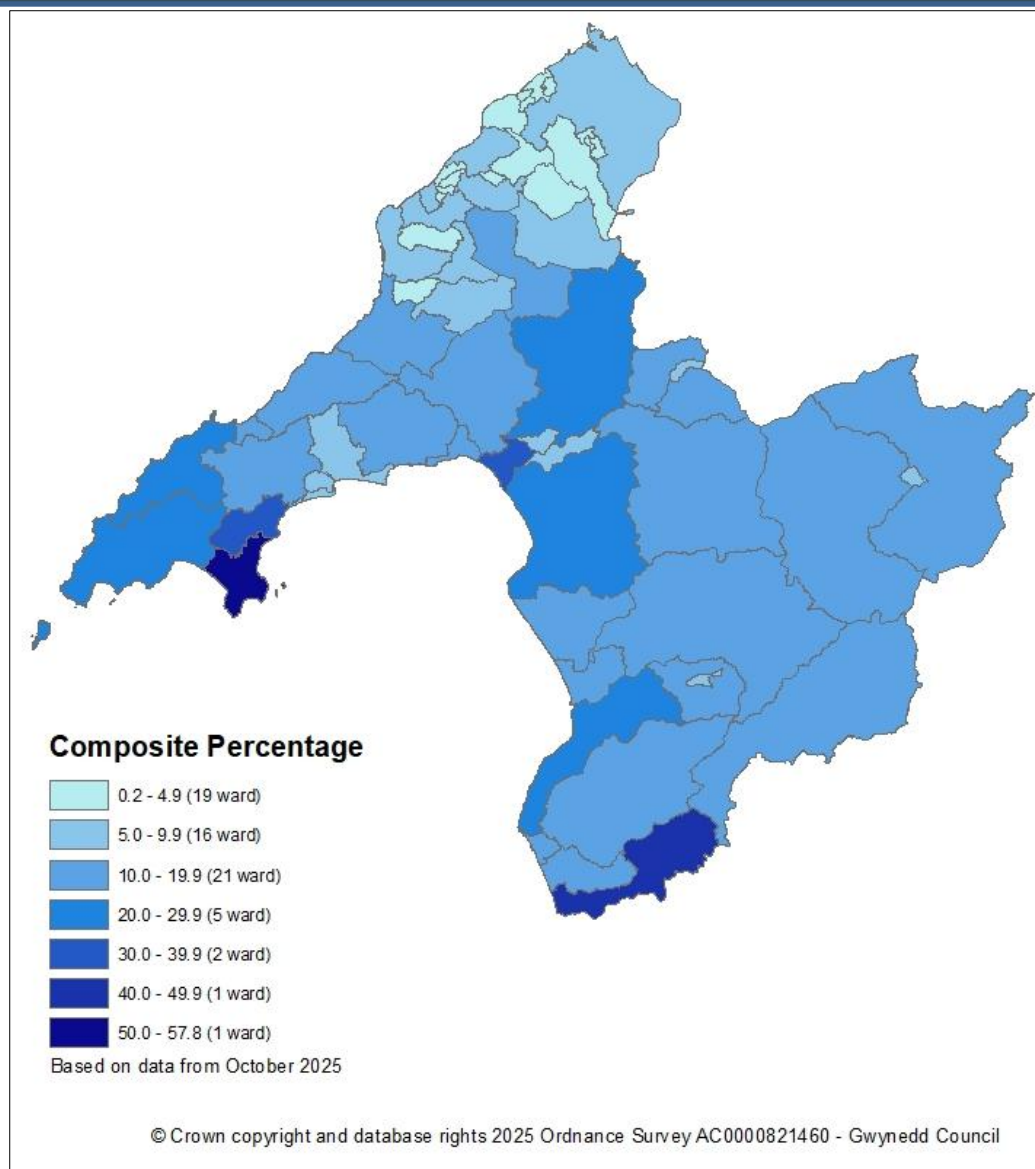 Composite Percentage
0.2 - 4.9 (19 ward)
5.0 - 9.9 (16 ward)
10.0 - 19.9 (21 ward)
20.0 - 29.9 (5 ward)
30.0 - 39.9 (2 ward)
40.0 - 49.9 (1 ward)
50.0 - 57.8 (1 ward)
Based on data from October 2025
© Crown copyright and database rights 2025 Ordnance Survey AC0000821460 - Gwynedd Council